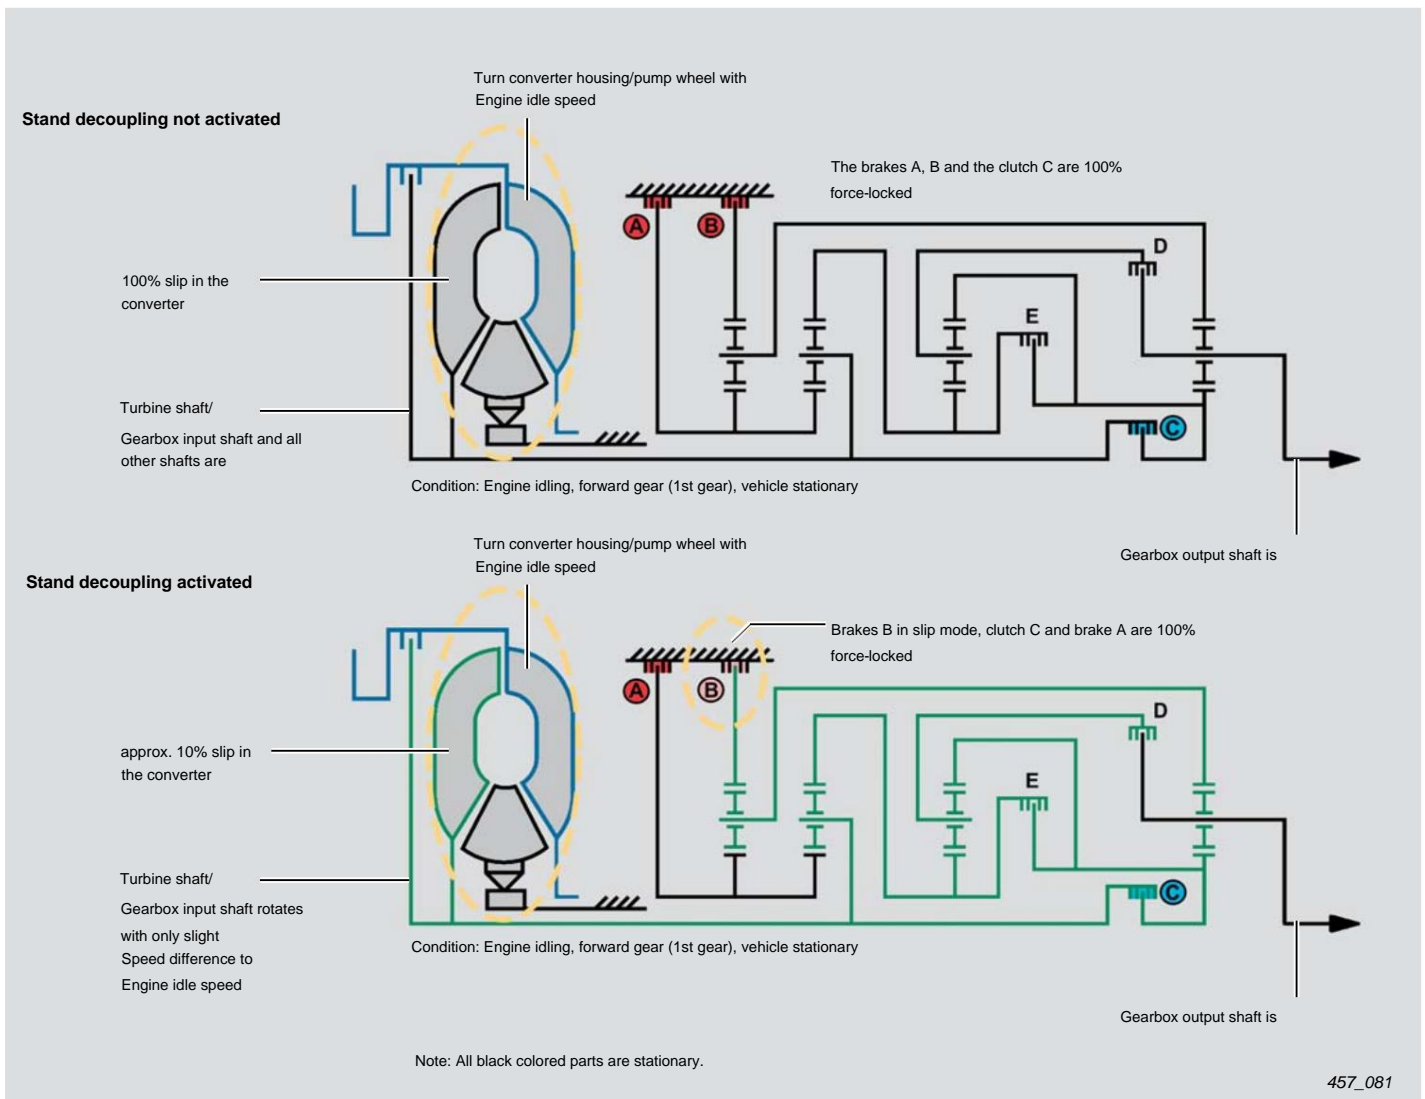 Turn converter housing/pump wheel with
Engine idle speed
Stand decoupling not activated
The brakes A, B and the clutch C are 100%
force-locked
A
B
D
100% slip in the
converter
E
Turbine shaft/
Gearbox input shaft and all
other shafts are
C
Condition: Engine idling, forward gear (1st gear), vehicle stationary
Gearbox output shaft is
Turn converter housing/pump wheel with
Engine idle speed
Stand decoupling activated
Brakes B in slip mode, clutch C and brake A are 100%
force-locked
A
B
D
approx. 10% slip in
the converter
E
Turbine shaft/
Gearbox input shaft rotates
with only slight
Speed difference to
Engine idle speed
C
Condition: Engine idling, forward gear (1st gear), vehicle stationary
Gearbox output shaft is
Note: All black colored parts are stationary.
457_081